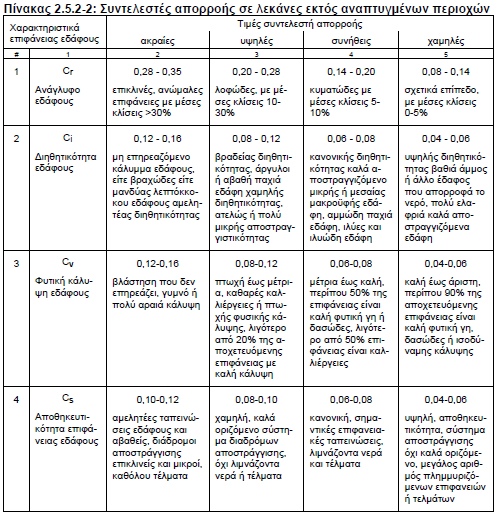 Πίνακας 2.5.2-2: Συντελεστές απορροής σε λεκάνες εκτός αναπτυγμένων περιοχών
Χαρακτηριστικά
επιφάνειας εδάφους
Τιμές συντελεστή απορροής
ακραίες
υψηλές
συνήθεις
χαμηλές
#
1
2
3
4
5
1
Cr
Ανάγλυφο
εδάφους
0,28 - 0,35
επικλινές, ανώμαλες
επιφάνειες με μέσες
κλίσεις >30%
0,20 - 0,28
λοφώδες, με μέ-
σες κλίσεις 10-
30%
0,14 - 0,20
κυματώδες με
μέσες κλίσεις 5-
10%
0,08 - 0,14
σχετικά επίπεδο,
με μέσες κλίσεις
0-5%
2
Ci
Διηθητικότητα
εδάφους
0,12 - 0,16
μη επηρεαζόμενο
κάλυμμα εδάφους,
είτε βραχώδες είτε
μανδύας λεπτόκκο-
κου εδάφους αμελη-
τέας διηθητικότητας
0,08 - 0,12
βραδείας διηθητι-
κότητας, άργυλοι
ή αβαθή παχιά
εδάφη χαμηλής
διηθητικότητας,
ατελώς ή πολύ
μικρής αποστραγ-
γιστικότητας
0,06 - 0,08
κανονικής διηθητι-
κότητας καλά α-
ποστραγγιζόμενο
μικρής ή μεσαίας
μακροϋφής εδάφη,
αμμώδη παχιά
εδάφη, ιλύες και
ιλυώδη εδάφη
0,04 - 0,06
υψηλής διηθητικό-
τητας βαθιά άμμος
ή άλλο έδαφος
που απορροφά το
νερό, πολύ ελα-
φριά καλά απο-
στραγγιζόμενα
εδάφη
3
Cv
Φυτική κάλυ-
ψη εδάφους
0,12-0,16
βλάστηση που δεν
επηρεάζει, γυμνό ή
πολύ αραιά κάλυψη
0,08-0,12
πτωχή έως μέτρι-
α, καθαρές καλ-
λιέργειες ή πτω-
χής φυσικής κά-
λυψης, λιγότερο
από 20% της α-
ποχετευόμενης
επιφάνειας με
καλή κάλυψη
0,06-0,08
μέτρια έως καλή,
περίπου 50% της
επιφάνειας είναι
καλή φυτική γη ή
δασώδες, λιγότε-
ρο από 50% επι-
φάνειας είναι καλ-
λιέργειες
0,04-0,06
καλή έως άριστη,
περίπου 90% της
αποχετευόμενης
επιφάνειας είναι
καλή φυτική γη,
δασώδες ή ισοδύ-
ναμης κάλυψης
4
Cs
Αποθηκευτι-
κότητα επιφά-
νειας εδάφους
0,10-0,12
αμελητέες ταπεινώ-
σεις εδάφους και
αβαθείς, διάδρομοι
αποστράγγισης
επικλινείς και μικροί,
καθόλου τέλματα
0,08-0,10
χαμηλή, καλά
οριζόμενο σύστη-
μα διαδρόμων
αποστράγγισης,
όχι λιμνάζοντα
νερά ή τέλματα
0,06-0,08
κανονική, σημα-
ντικές επιφανεια-
κές ταπεινώσεις,
λιμνάζοντα νερά
και τέλματα
0,04-0,06
υψηλή, αποθηκευ-
τικότητα, σύστημα
αποστράγγισης
όχι καλά οριζόμε-
νο, μεγάλος αριθ-
μός πλημμυριζό-
μενων επιφανειών
ή τελμάτων